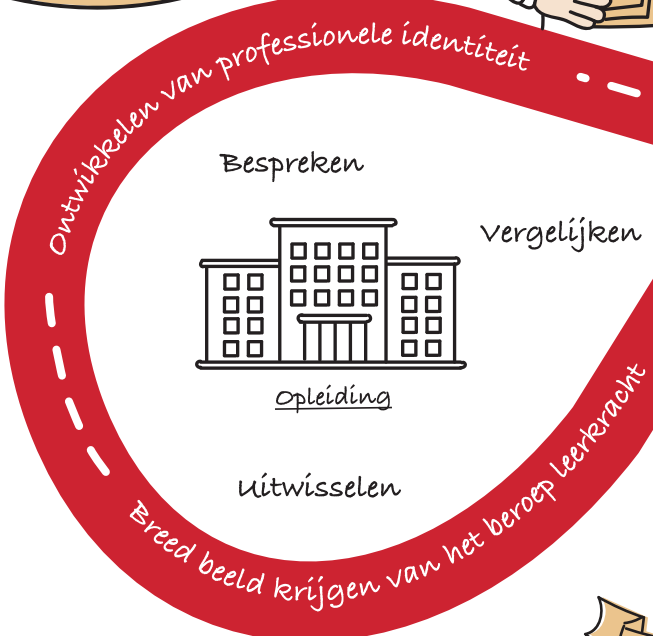 Ontwikkelen van professionele identiteit
Bespreken
Vergelijken
Opleiding
Uitwisselen
Breed beeld krijgen van het beroep leerkracht